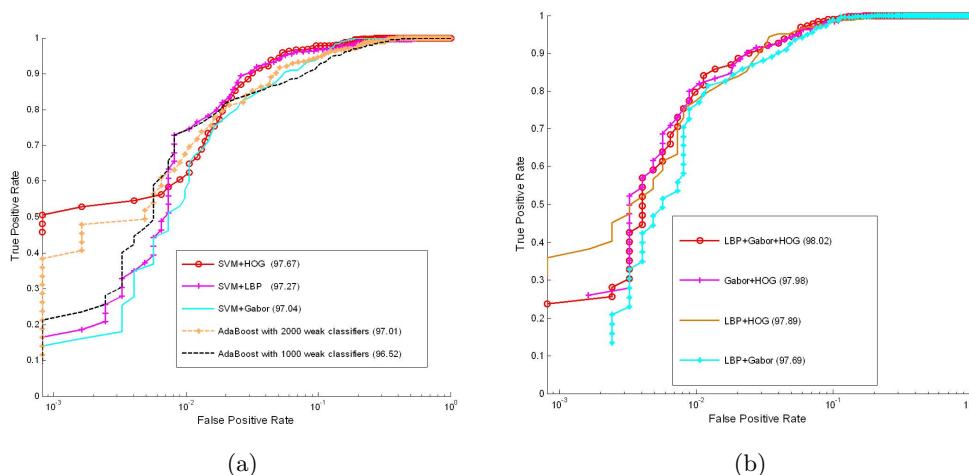 1
0.9
0.8
0.7
0.6
0.5
0.4
0.3
0.2
0.1
0
True Positive Rate
10^-3
10^-2
10^-1
10^0
False Positive Rate
SVM+HOG (97.67)
SVM+LBP (97.27)
SVM+Gabor (97.04)
AdaBoost with 2000 weak classifiers (97.01)
AdaBoost with 1000 weak classifiers (96.52)
(a)
1
0.9
0.8
0.7
0.6
0.5
0.4
0.3
0.2
0.1
0
True Positive Rate
10^-3
10^-2
10^-1
1
False Positive Rate
LBP+Gabor+HOG (98.02)
Gabor+HOG (97.98)
LBP+HOG (97.89)
LBP+Gabor (97.69)
(b)